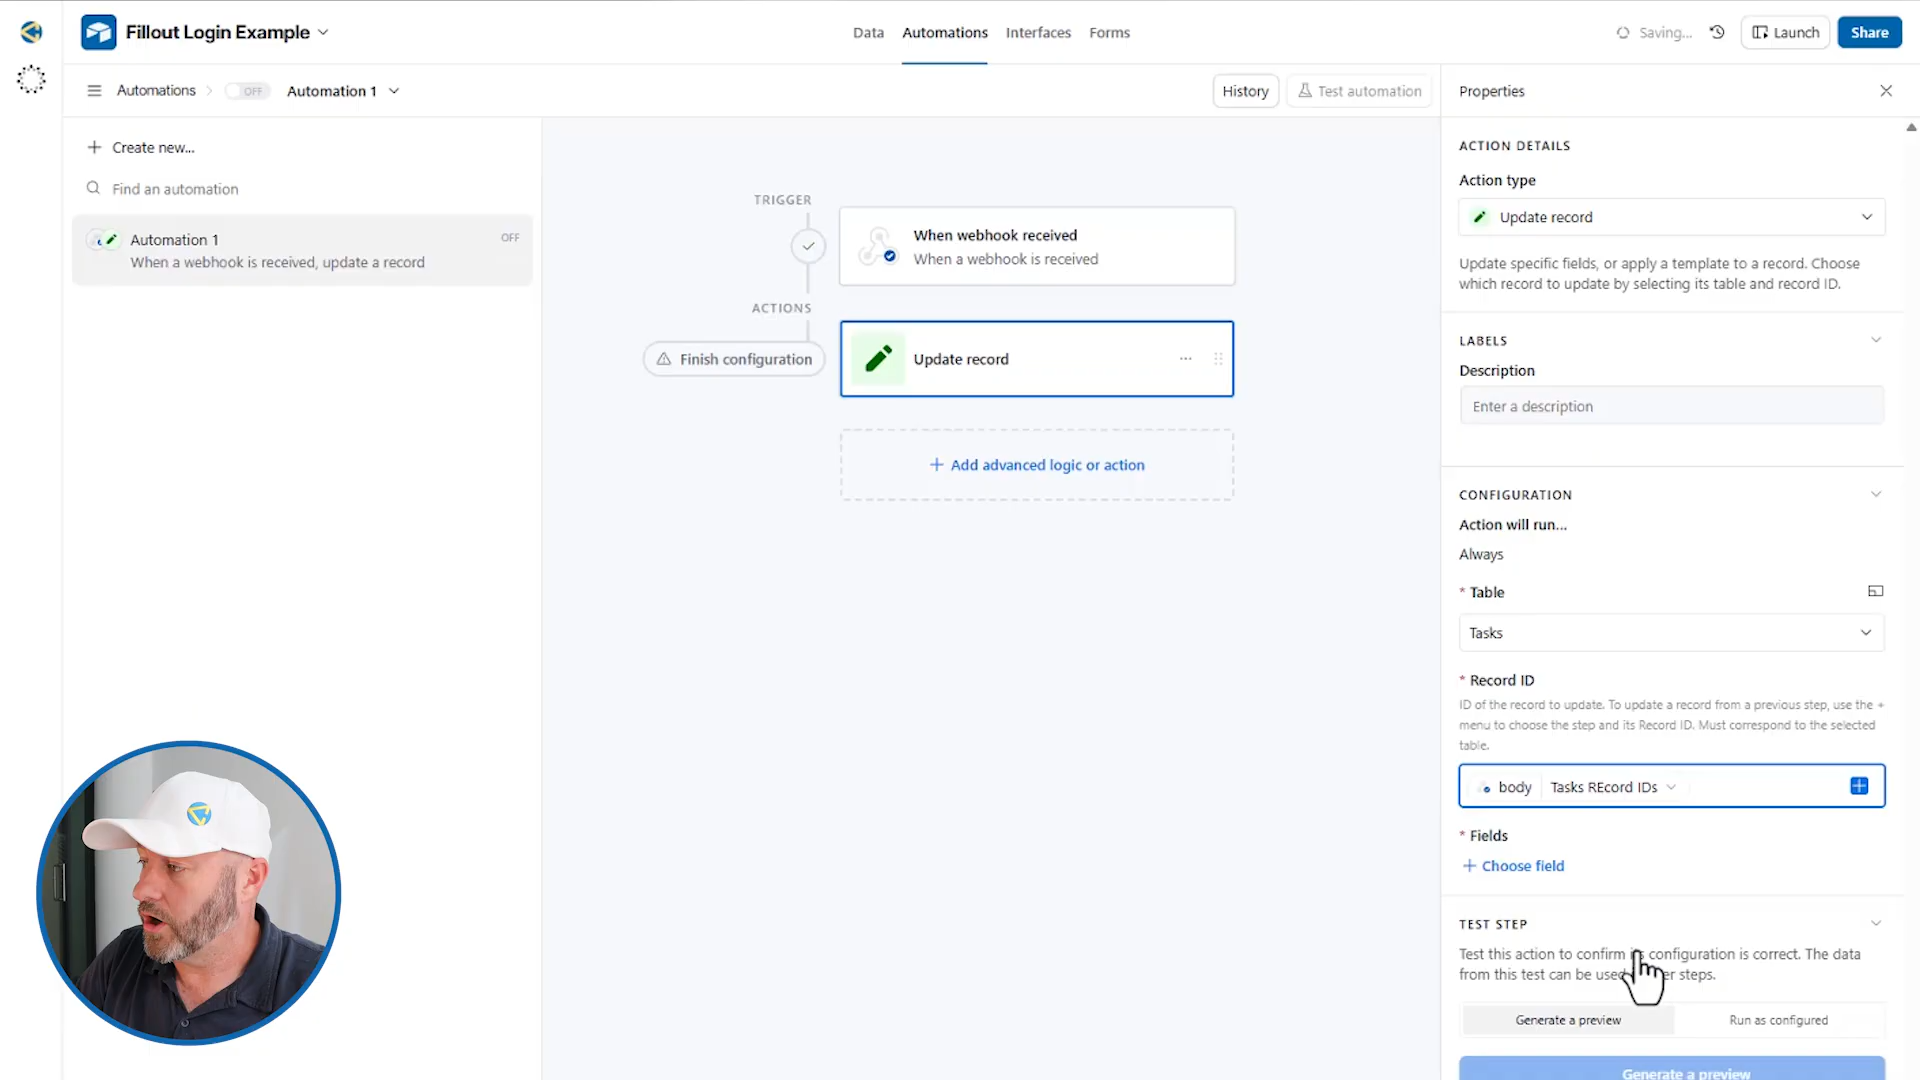 Fillout Login Example
Data
Automations
Interfaces
Forms
Saving...
Launch
Share
Automations
OFF
Automation 1
History
Test automation
Properties
Create new...
Find an automation
Automation 1
OFF
When a webhook is received, update a record
TRIGGER
When webhook received
When a webhook is received
ACTIONS
Finish configuration
Update record
Add advanced logic or action
ACTION DETAILS
Action type
Update record
Update specific fields, or apply a template to a record. Choose
which record to update by selecting its table and record ID.
LABELS
Description
Enter a description
CONFIGURATION
Action will run...
Always
* Table
Tasks
* Record ID
ID of the record to update. To update a record from a previous step, use the +
menu to choose the step and its Record ID. Must correspond to the selected
table.
body
Tasks REcord IDs
* Fields
+ Choose field
TEST STEP
Test this action to confirm configuration is correct. The data
from this test can be steps.
Generate a preview
Run as configured
Generate a preview